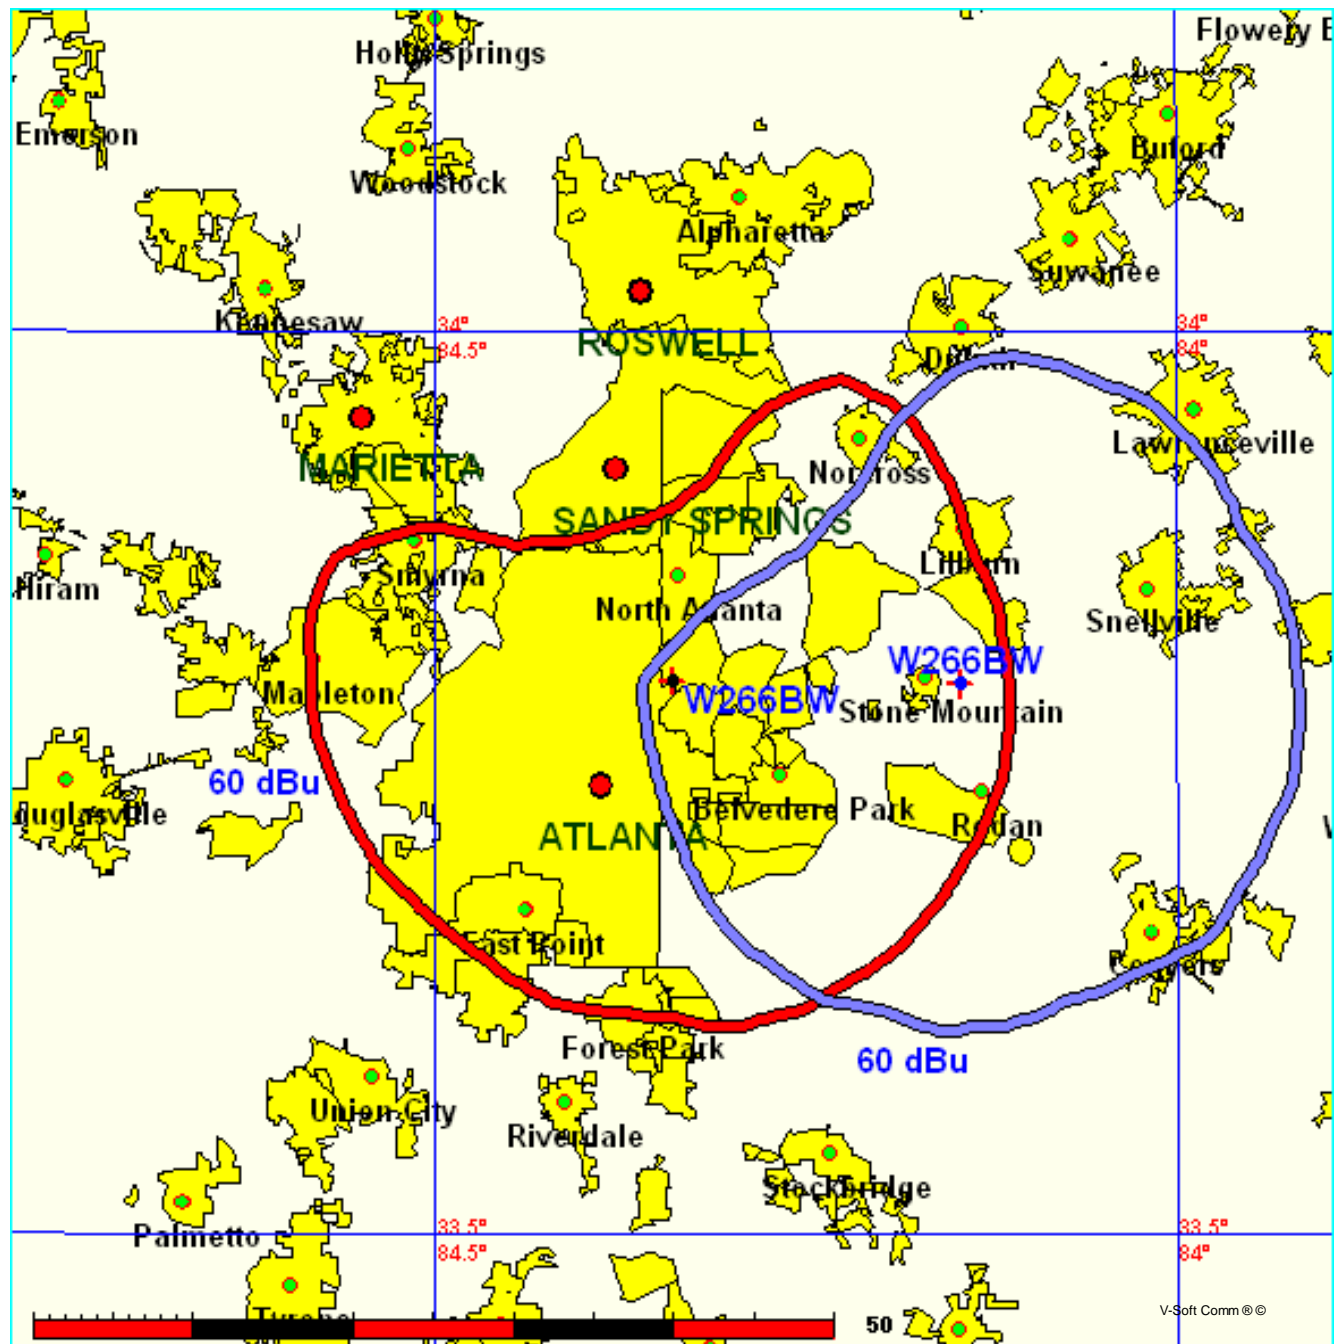 Flowery B
Holly Springs
Emerson
Buford
Woodstock
Alpharetta
Suwanee
Kennesaw
34°
84.5°
34°
84°
ROSWELL
Duluth
Lawrenceville
MARIETTA
Norcross
SANDY SPRINGS
Lilburn
Smyrna
Hiram
North Atlanta
Snellville
W266BW
Mableton
W266BW
Stone Mountain
60 dBu
Belvedere Park
uglasville
Redan
ATLANTA
East Point
Conyers
Forest Park
60 dBu
Union City
Riverdale
Stockbridge
Palmetto
33.5°
84.5°
33.5°
84°
Tyrone
V-Soft Comm ® ©
50